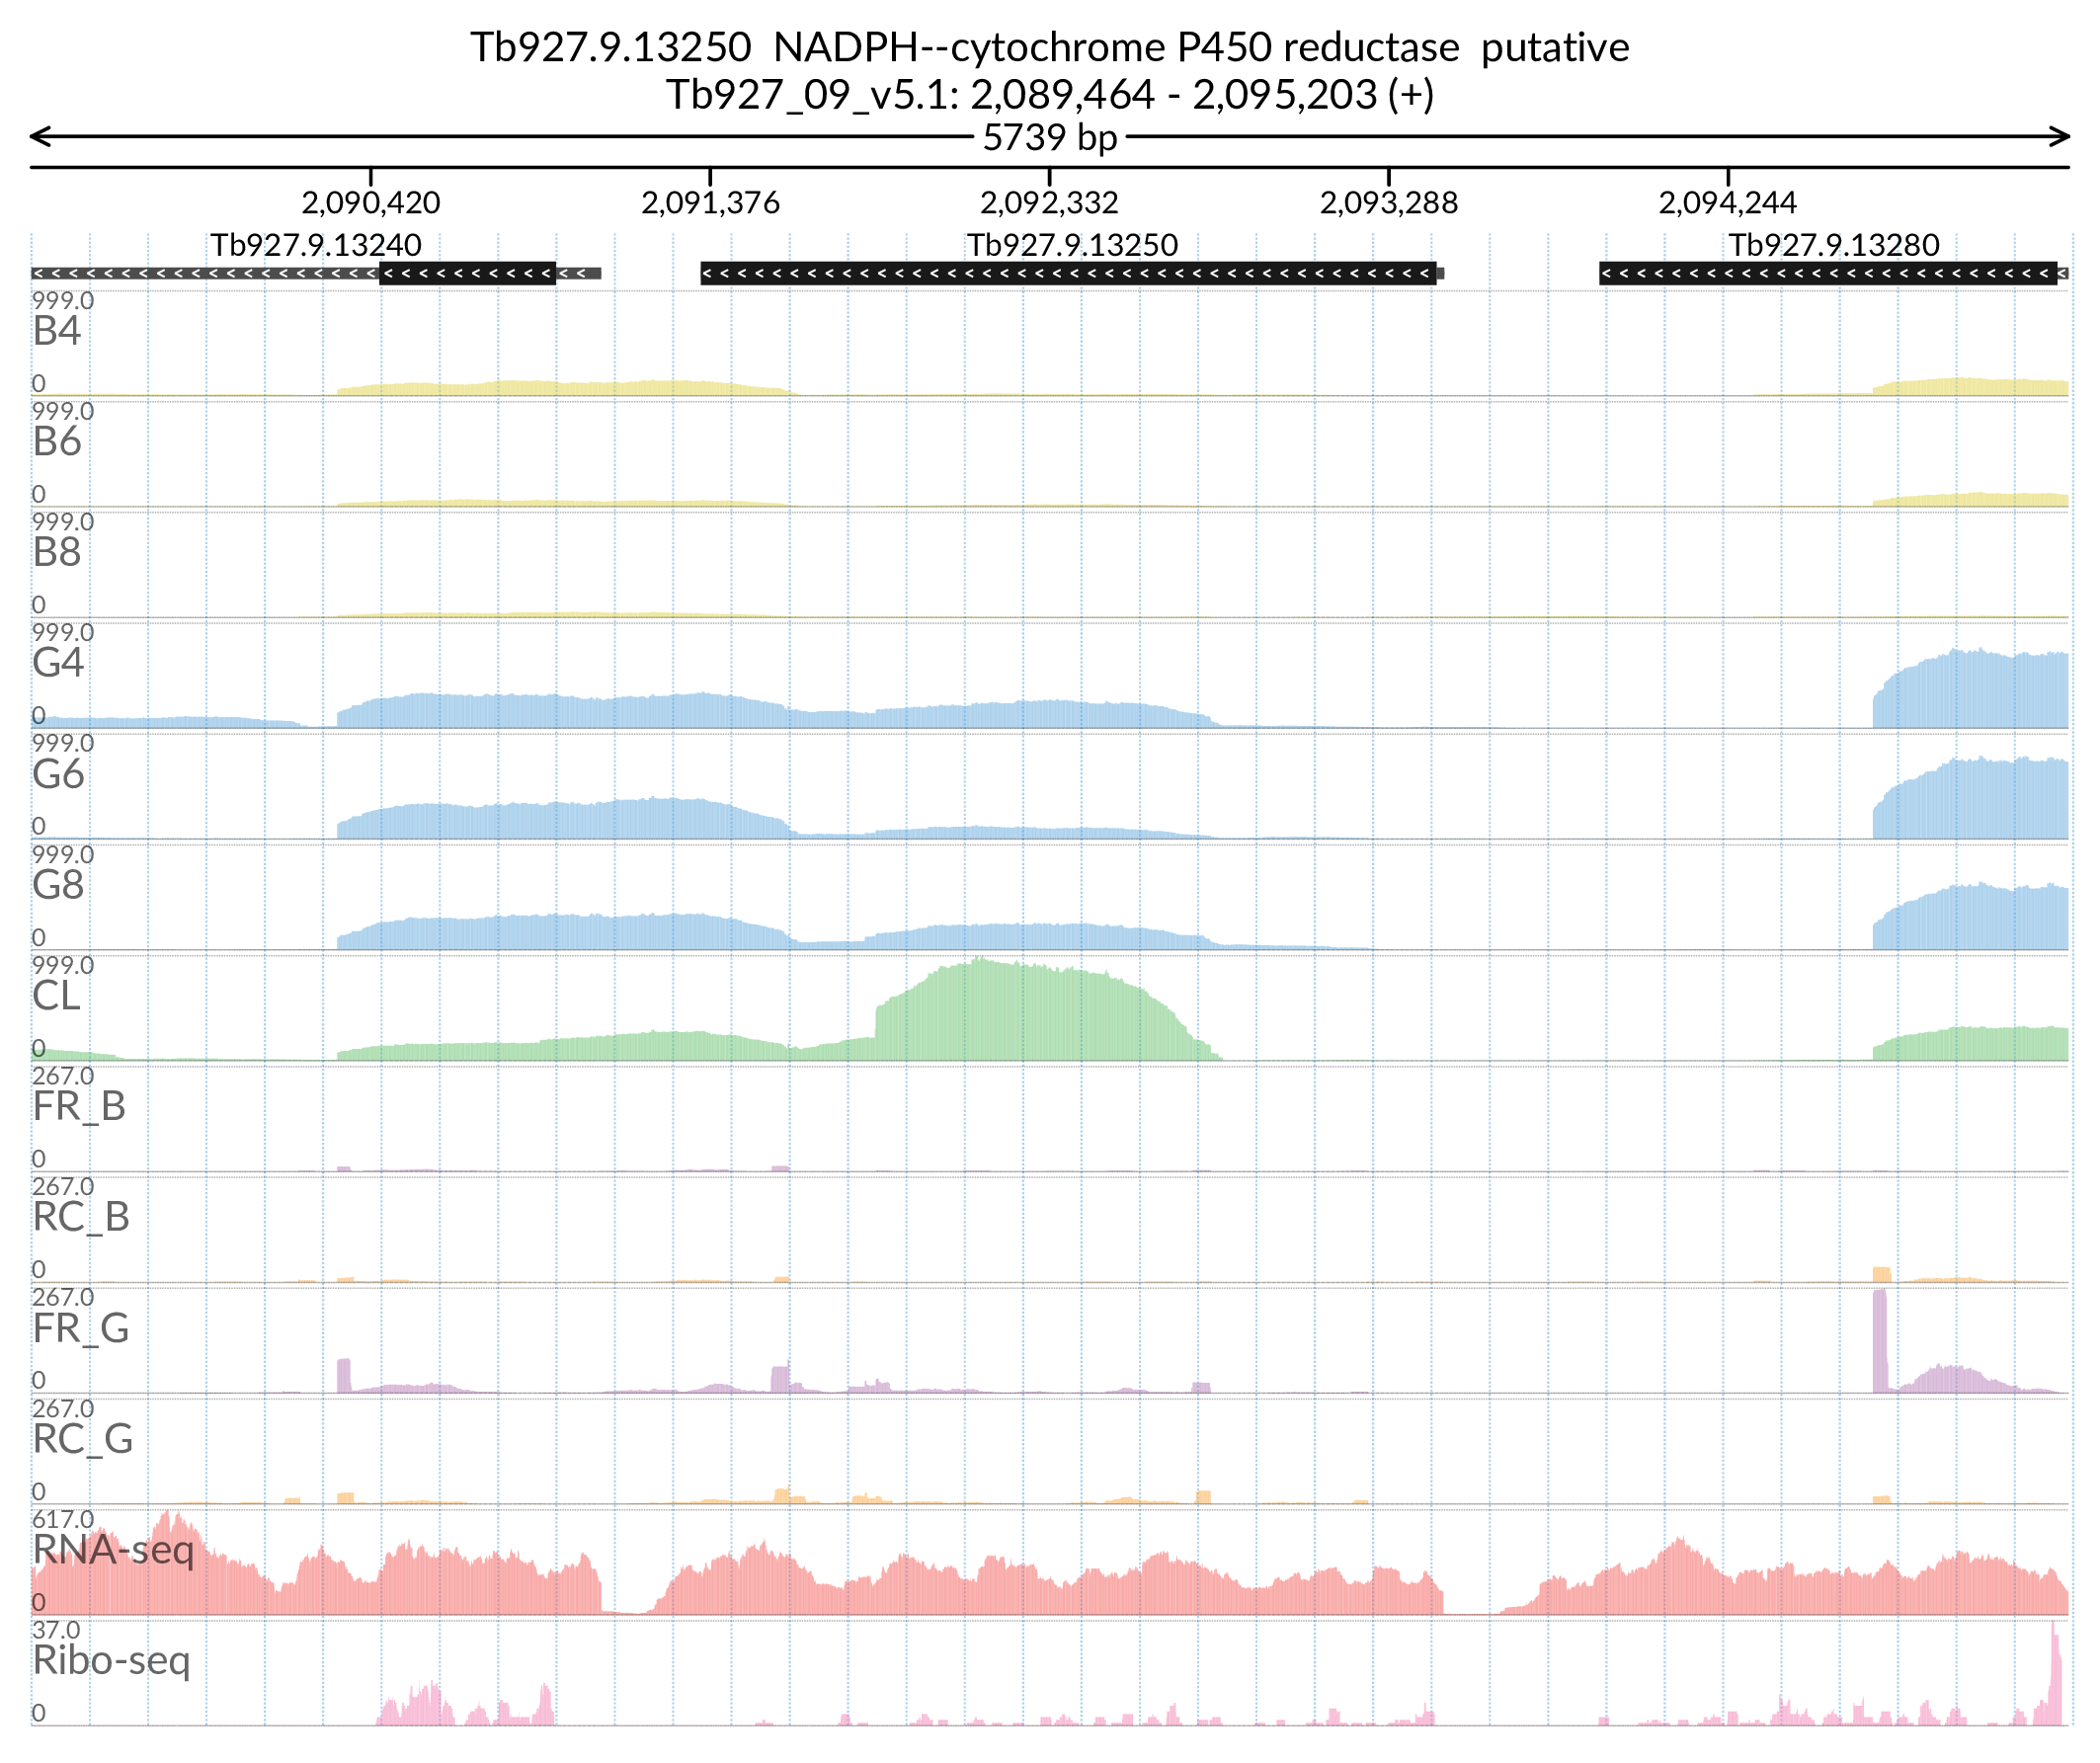 Tb927.9.13250  NADPH--cytochrome P450 reductase  putative
Tb927_09_v5.1: 2,089,464 - 2,095,203 (+)
5739 bp
2,090,420 2,091,376 2,092,332 2,093,288 2,094,244
Tb927.9.13240 Tb927.9.13250 Tb927.9.13280
999.0
B4
0
999.0
B6
0
999.0
B8
0
999.0
G4
0
999.0
G6
0
999.0
G8
0
999.0
CL
0
267.0
FR_B
0
267.0
RC_B
0
267.0
FR_G
0
267.0
RC_G
0
617.0
RNA-seq
0
37.0
Ribo-seq
0